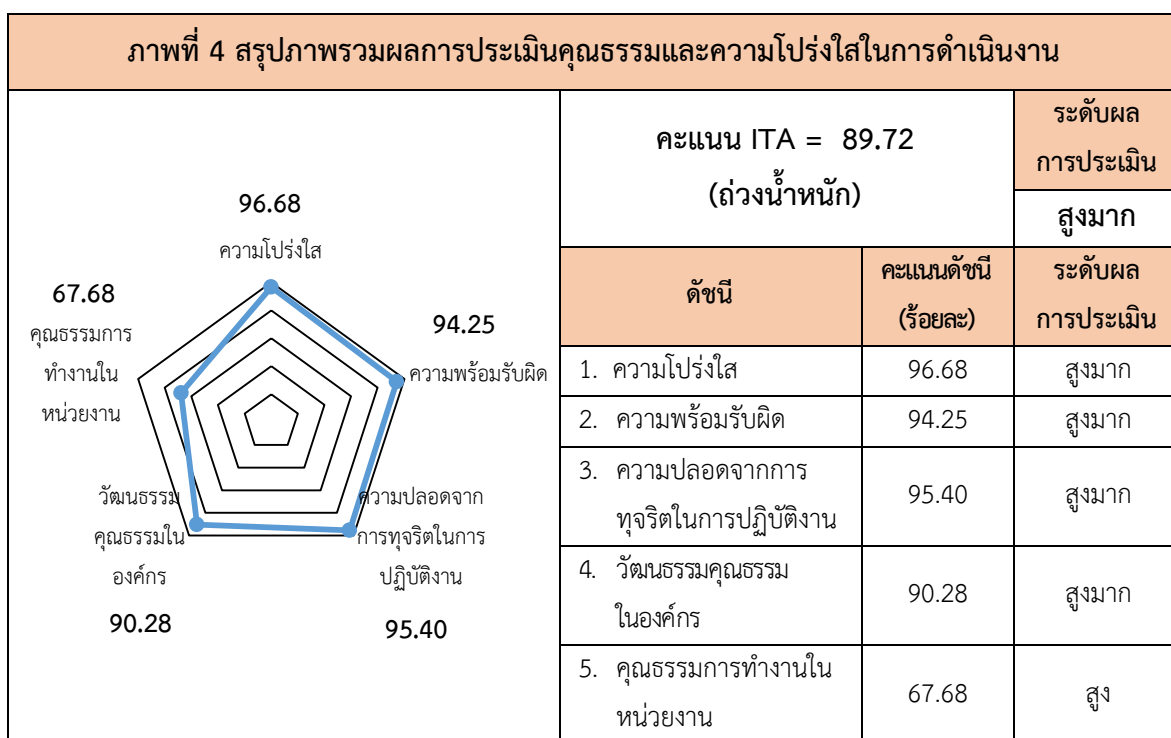 ภาพที่ 4 สรุปภาพรวมผลการประเมินคุณธรรมและความโปร่งใสในการดำเนินงาน
96.68
ความโปร่งใส
67.68
คุณธรรมการ
ทำงานใน
หน่วยงาน
94.25
ความพร้อมรับผิด
วัฒนธรรม
คุณธรรมใน
องค์กร
90.28
ความปลอดจาก
การทุจริตในการ
ปฏิบัติงาน
95.40
คะแนน ITA = 89.72
(ถ่วงน้ำหนัก)
ระดับผล
การประเมิน
สูงมาก
ดัชนี
คะแนนดัชนี
(ร้อยละ)
ระดับผล
การประเมิน
1. ความโปร่งใส
96.68
สูงมาก
2. ความพร้อมรับผิด
94.25
สูงมาก
3. ความปลอดจากการ
ทุจริตในการปฏิบัติงาน
95.40
สูงมาก
4. วัฒนธรรมคุณธรรม
ในองค์กร
90.28
สูงมาก
5. คุณธรรมการทำงานใน
หน่วยงาน
67.68
สูง